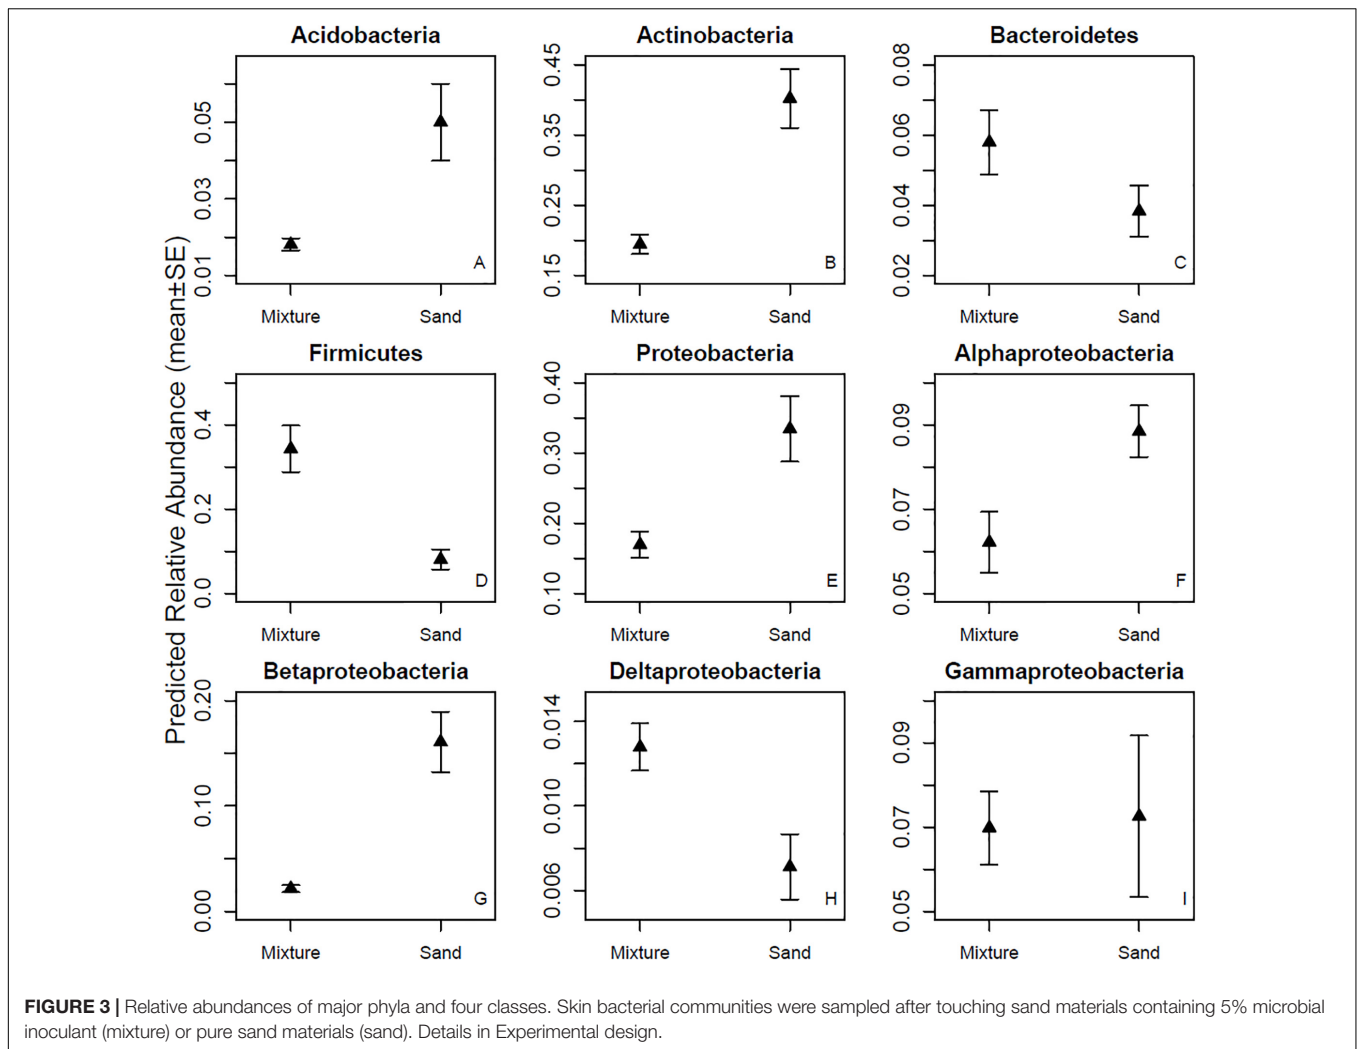 Predicted Relative Abundance (mean±SE)
Acidobacteria
0.05
0.03
0.01
A
Mixture Sand
Actinobacteria
0.45
0.35
0.25
0.15
B
Mixture Sand
Bacteroidetes
0.08
0.06
0.04
0.02
C
Mixture Sand
Firmicutes
0.4
0.2
0.0
D
Mixture Sand
Proteobacteria
0.40
0.30
0.20
0.10
E
Mixture Sand
Alphaproteobacteria
0.09
0.07
0.05
F
Mixture Sand
Betaproteobacteria
0.20
0.10
0.00
G
Mixture Sand
Deltaproteobacteria
0.014
0.010
0.006
H
Mixture Sand
Gammaproteobacteria
0.09
0.07
0.05
I
Mixture Sand
FIGURE 3 | Relative abundances of major phyla and four classes. Skin bacterial communities were sampled after touching sand materials containing 5% microbial
inoculant (mixture) or pure sand materials (sand). Details in Experimental design.